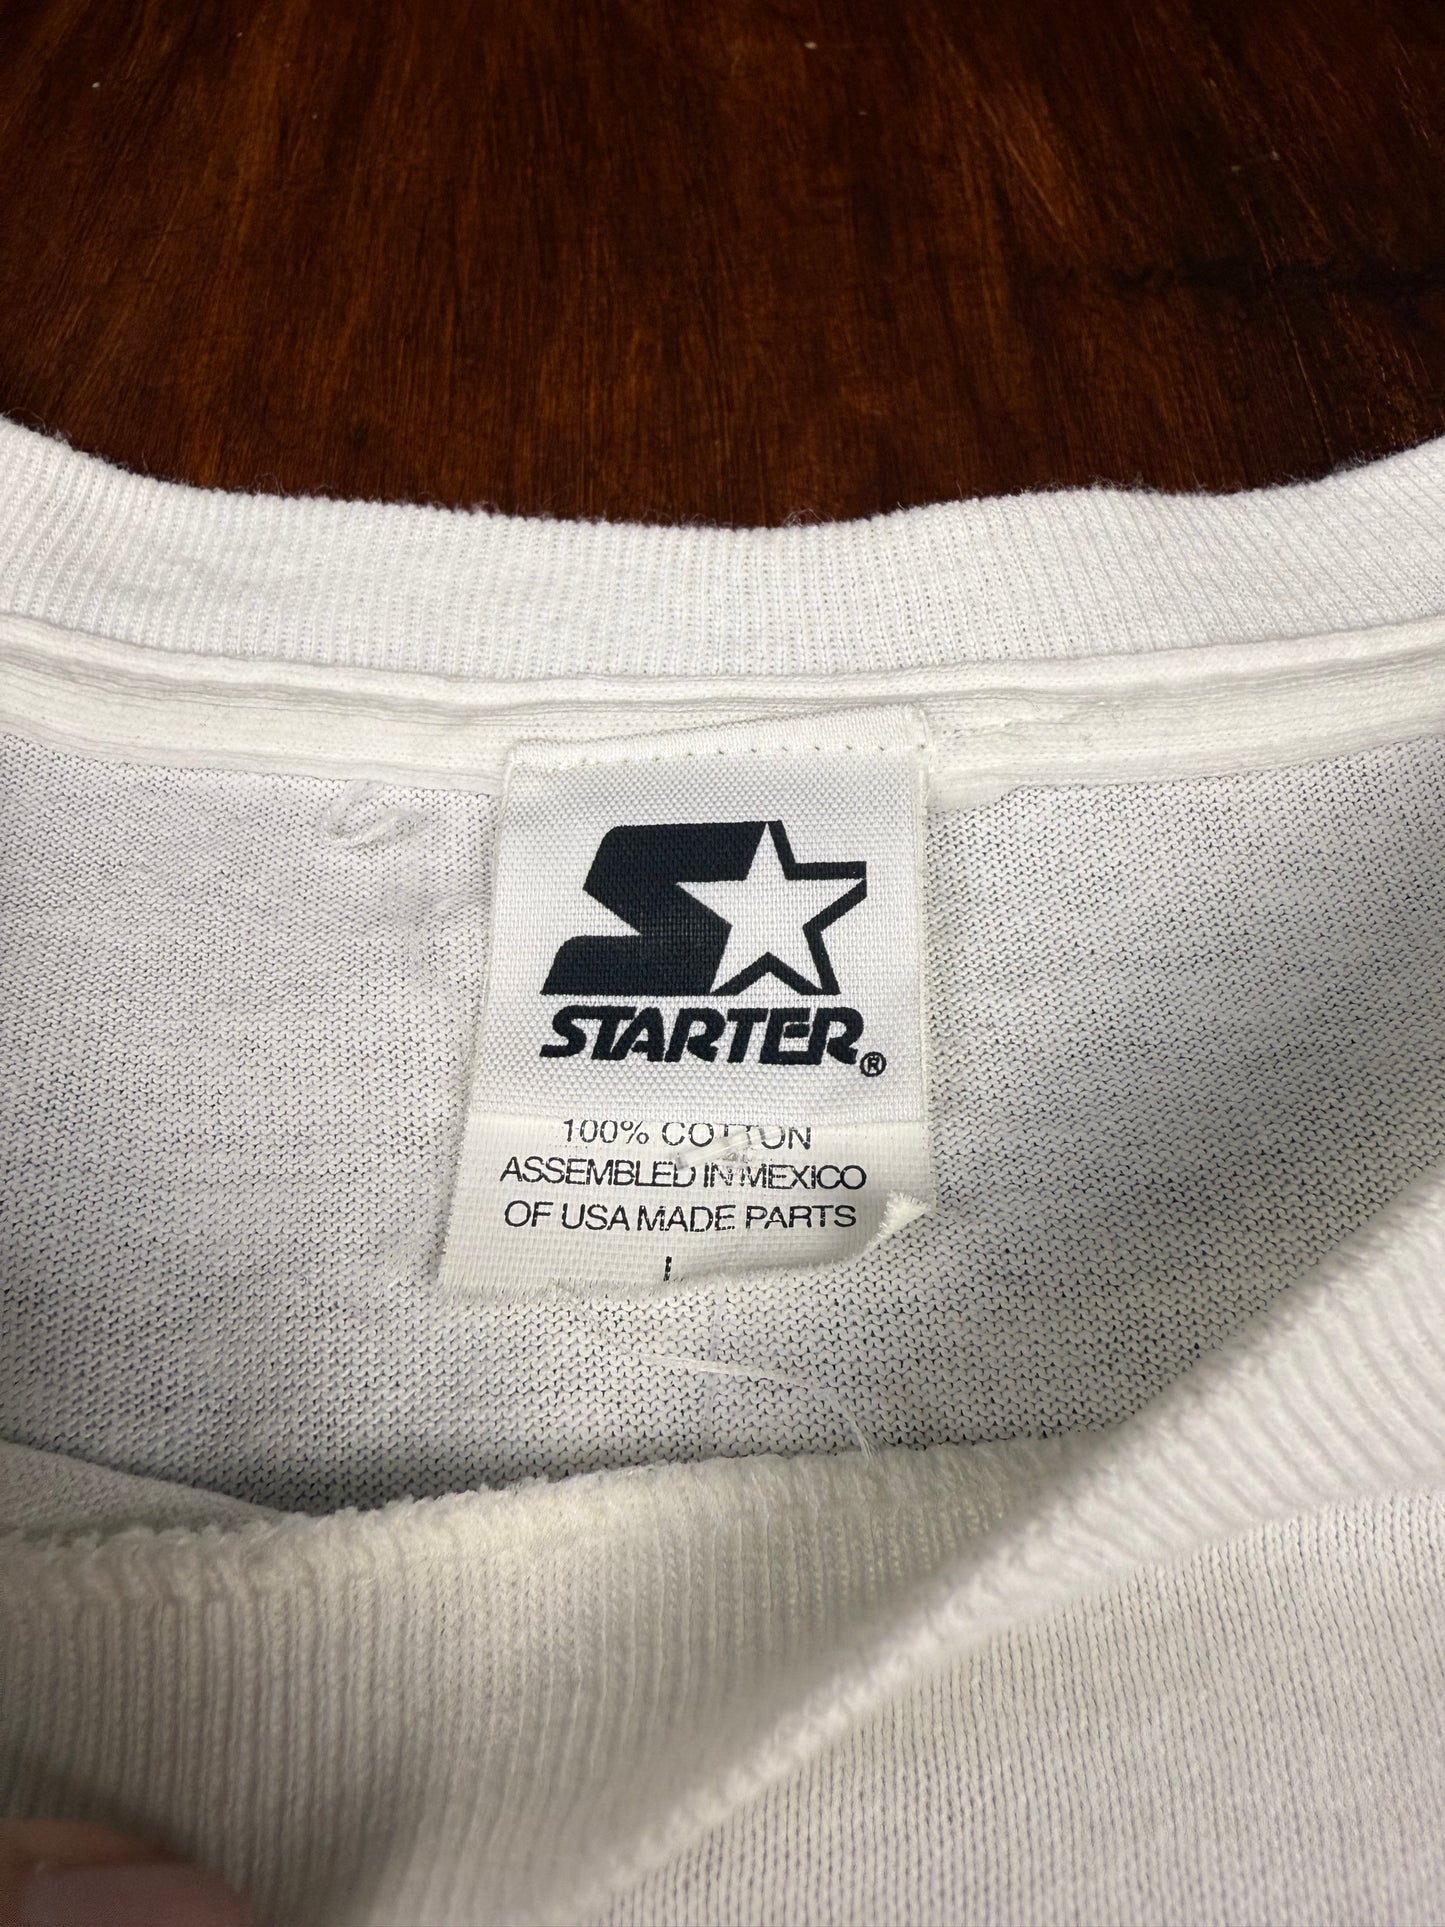 STARTER®
100% COTTON
ASSEMBLED IN MEXICO
OF USA MADE PARTS